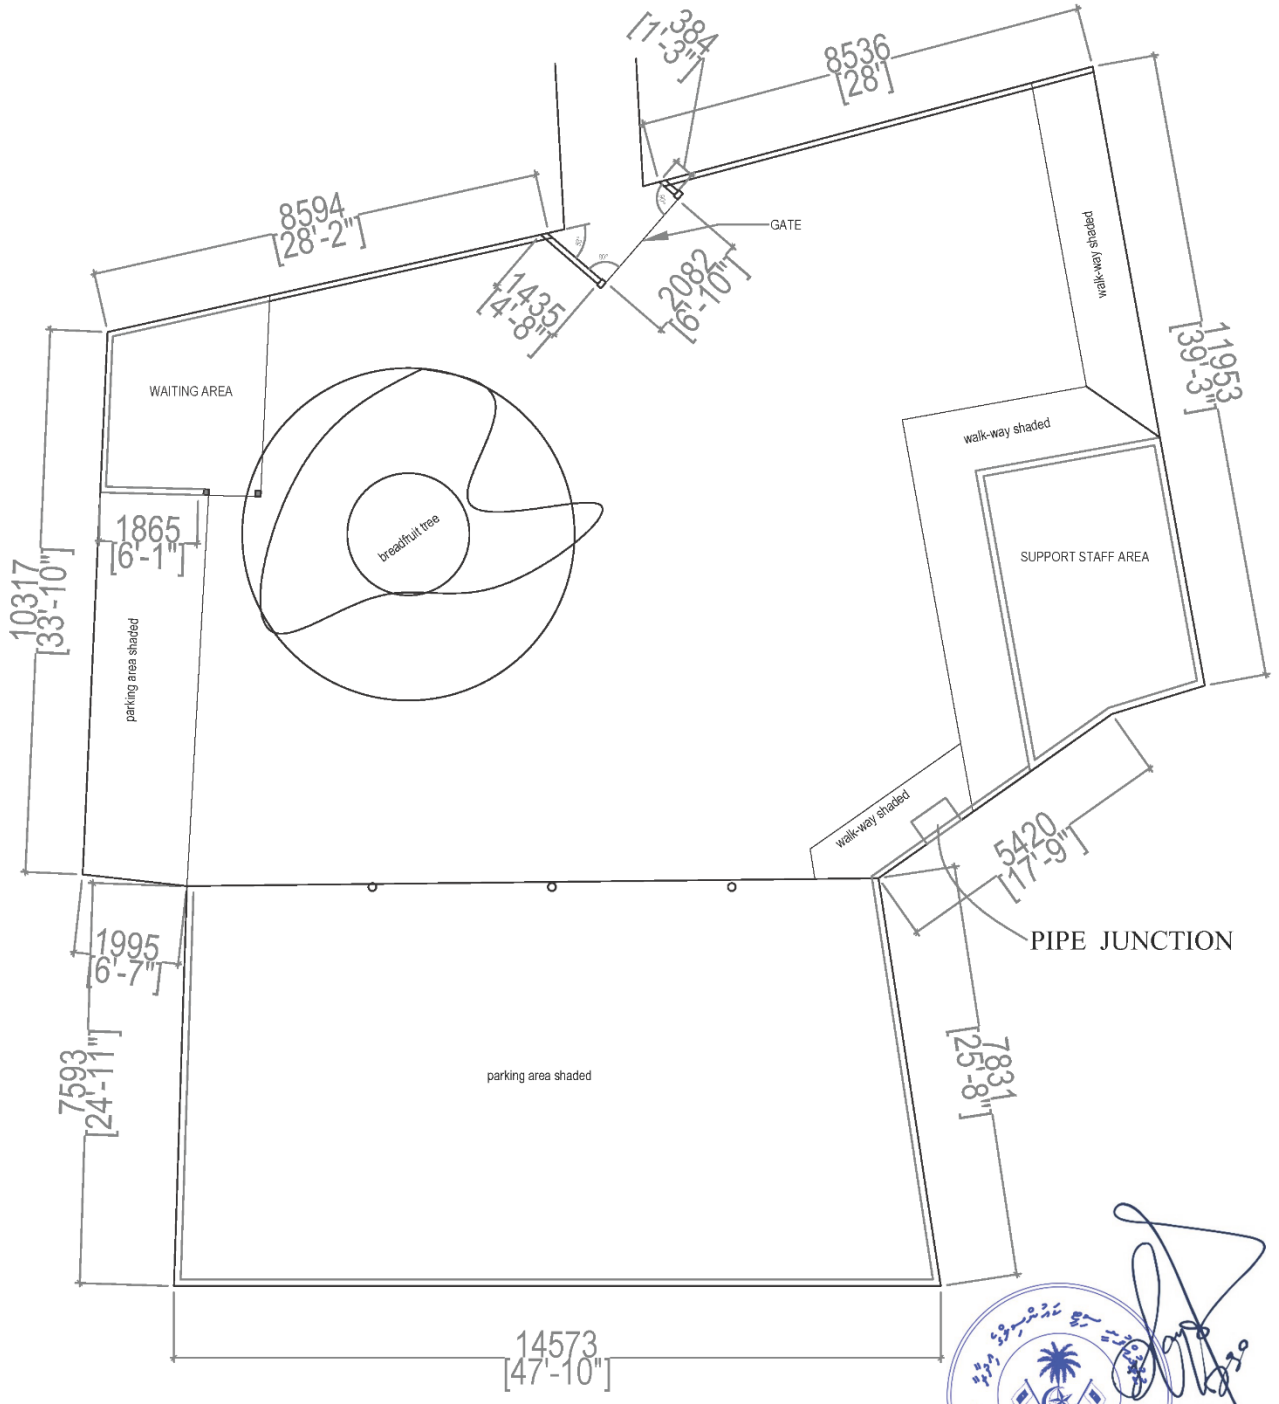 384
[1'-3"]
8536
[28']
8594
[28'-2"]
GATE
1435
[4'-8"]
2082
[6'-10"]
90°
walk-way shaded
11953
[39'-3"]
WAITING AREA
walk-way shaded
breadfruit tree
1865
[6'-1"]
SUPPORT STAFF AREA
10317
[33'-10"]
parking area shaded
walk-way shaded
5420
[17'-9"]
PIPE JUNCTION
1995
[6'-7"]
7593
[24'-11"]
7831
[25'-8"]
parking area shaded
14573
[47'-10"]